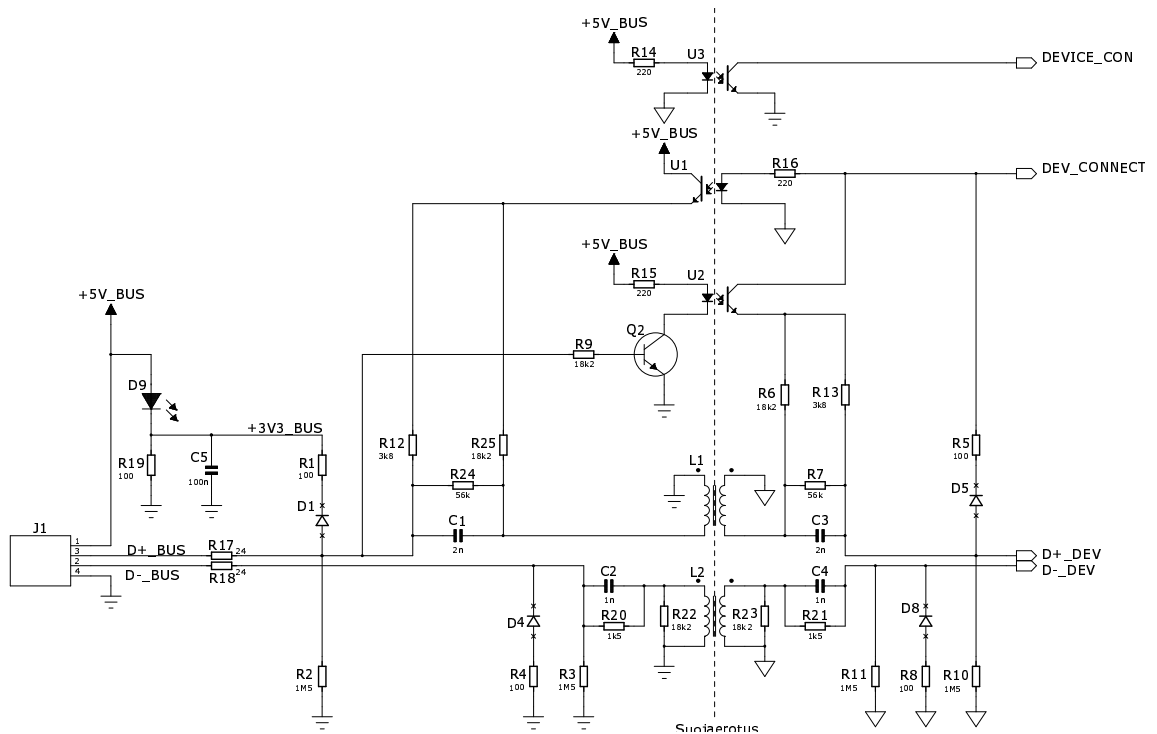 +5V_BUS
R14
220
U3
DEVICE_CON
+5V_BUS
U1
R16
220
DEV_CONNECT
+5V_BUS
R15
220
U2
+5V_BUS
Q2
R9
18k2
D9
R6
18k2
R13
3k8
+3V3_BUS
R19
100
C5
100n
R1
100
R12
3k8
R25
18k2
R5
100
R24
56k
L1
R7
56k
D1
D5
C1
2n
C3
2n
J1
1
3
2
4
D+_BUS
R17
24
D-_BUS
R18
24
D+_DEV
D-_DEV
C2
1n
L2
C4
1n
D4
R20
1k5
R22
18k2
R23
18k2
R21
1k5
D8
R2
1M5
R4
100
R3
1M5
R11
1M5
R8
100
R10
1M5
Suojaerotus